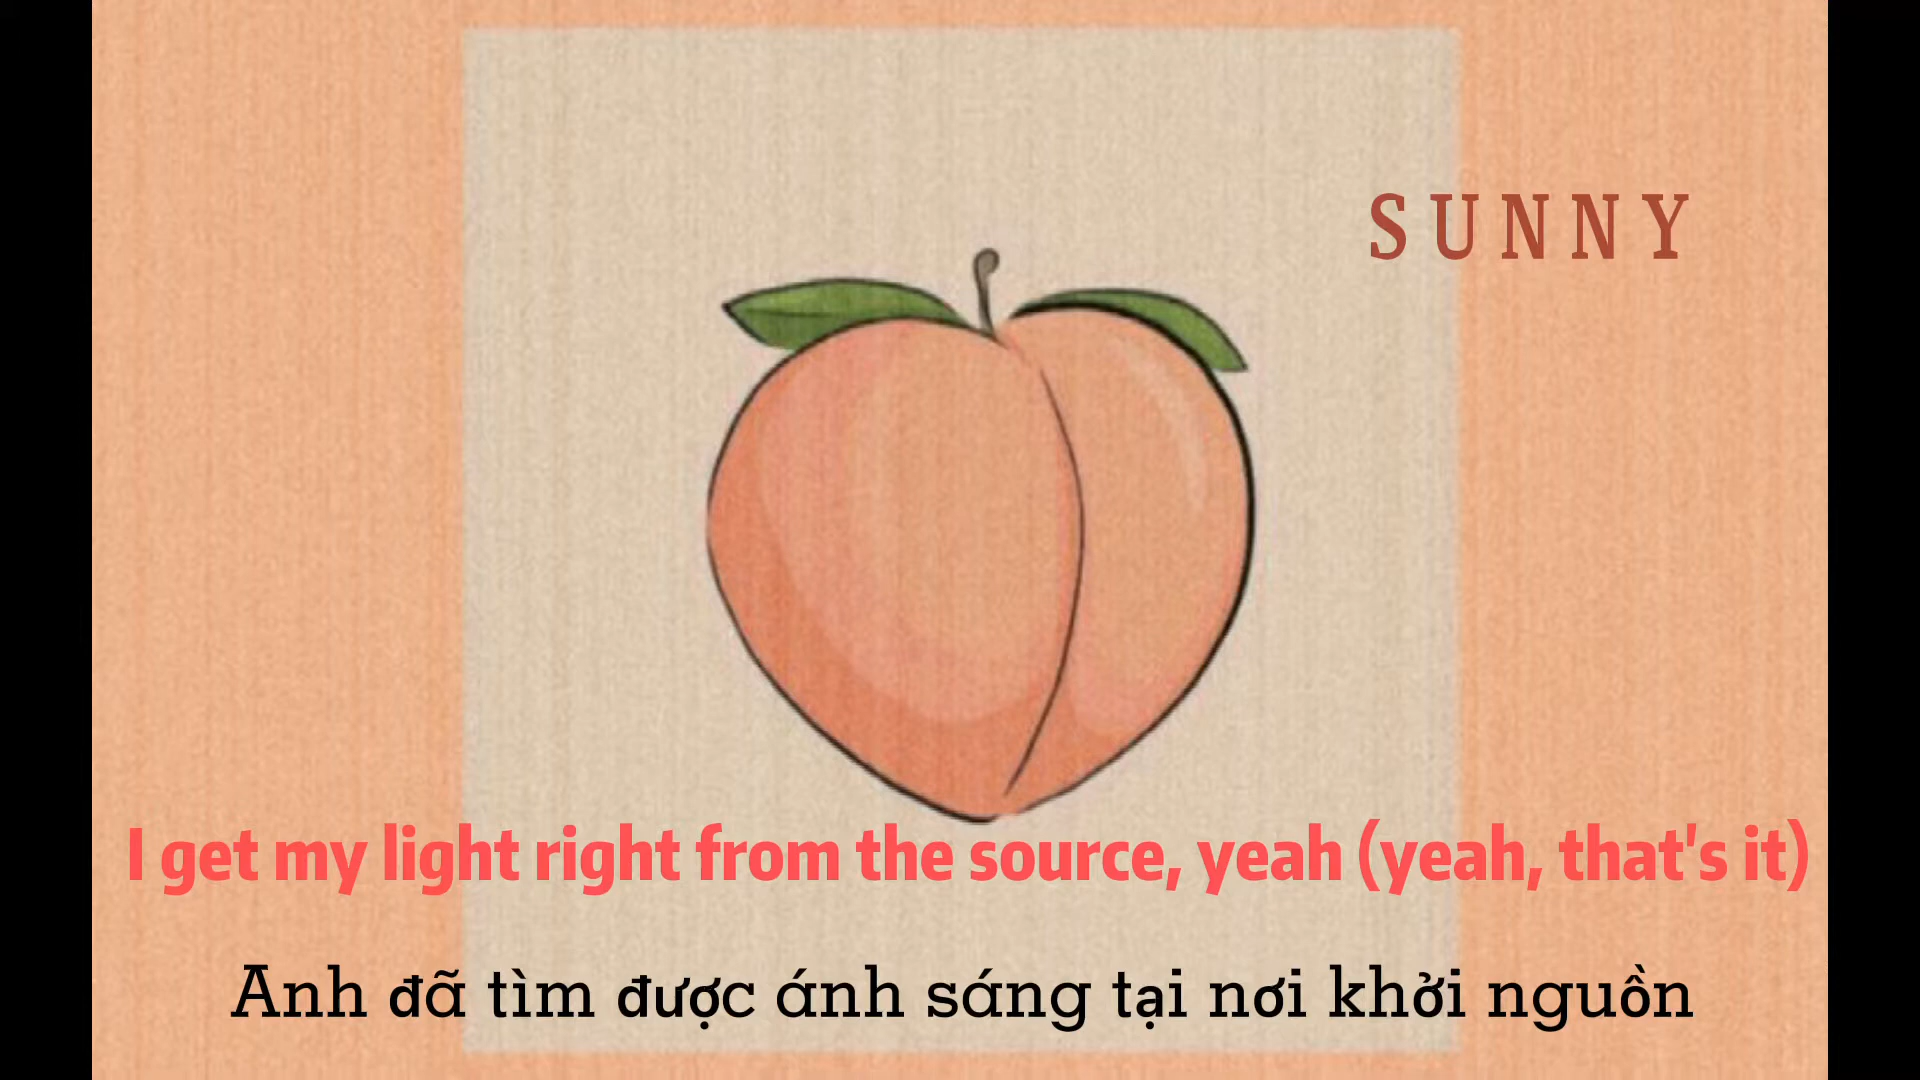 SUNNY
I get my light right from the source, yeah (yeah, that's it)
Anh đã tìm được ánh sáng tại nơi khởi nguồn